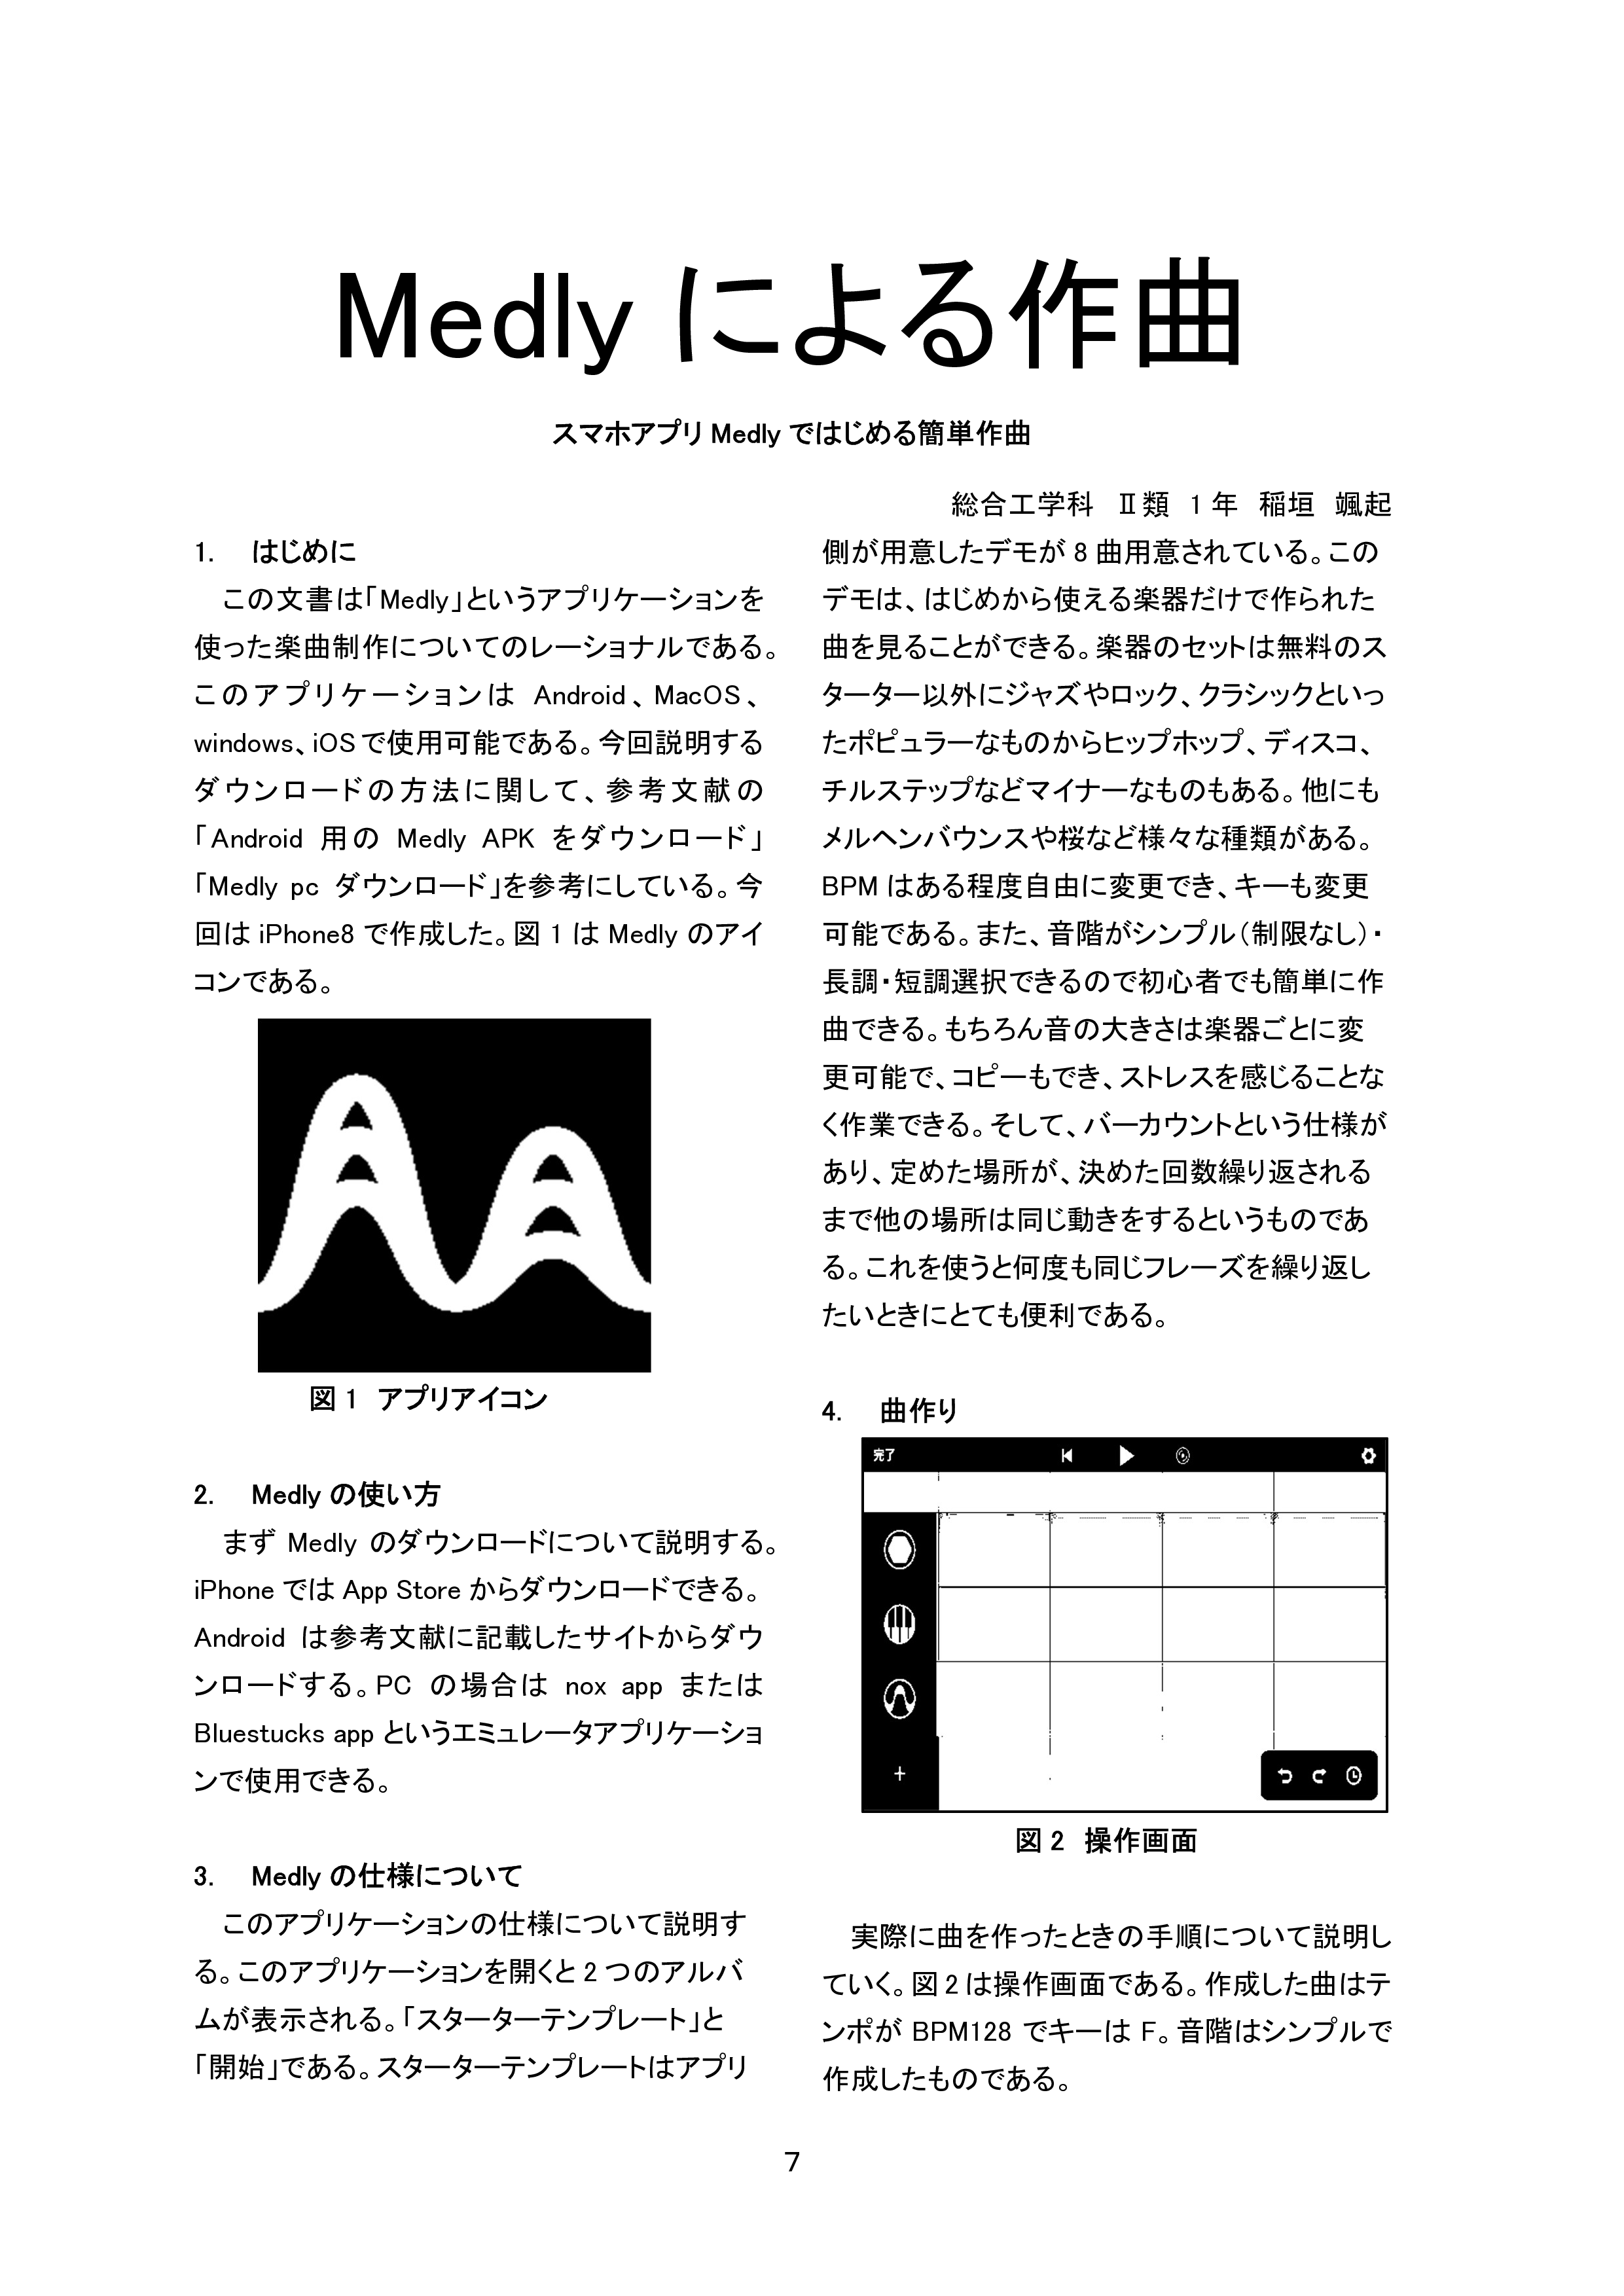 Medly による作曲
スマホアプリ Medly ではじめる簡単作曲
総合工学科　Ⅱ類　1 年　稲垣　颯起
1.　はじめに
この文書は「Medly」というアプリケーションを
使った楽曲制作についてのレーショナルである。
このアプリケーションは Android、MacOS、
windows、iOS で使用可能である。今回説明する
ダウンロードの方法に関して、参考文献の
「Android 用の Medly APK をダウンロード」
「Medly pc ダウンロード」を参考にしている。今
回は iPhone8 で作成した。図 1 は Medly のアイ
コンである。
図 1　アプリアイコン
2.　Medly の使い方
まず Medly のダウンロードについて説明する。
iPhone では App Store からダウンロードできる。
Android は参考文献に記載したサイトからダウ
ンロードする。PC の場合は nox app または
Bluestucks app というエミュレータアプリケーショ
ンで使用できる。
3.　Medly の仕様について
このアプリケーションの仕様について説明す
る。このアプリケーションを開くと 2 つのアルバ
ムが表示される。「スターターテンプレート」と
「開始」である。スターターテンプレートはアプリ
側が用意したデモが 8 曲用意されている。この
デモは、はじめから使える楽器だけで作られた
曲を見ることができる。楽器のセットは無料のス
ターター以外にジャズやロック、クラシックといっ
たポピュラーなものからヒップホップ、ディスコ、
チルステップなどマイナーなものもある。他にも
メルヘンバウンスや桜など様々な種類がある。
BPM はある程度自由に変更でき、キーも変更
可能である。また、音階がシンプル（制限なし）・
長調・短調選択できるので初心者でも簡単に作
曲できる。もちろん音の大きさは楽器ごとに変
更可能で、コピーもでき、ストレスを感じることな
く作業できる。そして、バーカウントという仕様が
あり、定めた場所が、決めた回数繰り返される
まで他の場所は同じ動きをするというものであ
る。これを使うと何度も同じフレーズを繰り返し
たいときにとても便利である。
4.　曲作り
完了
図 2　操作画面
実際に曲を作ったときの手順について説明し
ていく。図 2 は操作画面である。作成した曲はテ
ンポが BPM128 でキーは F。音階はシンプルで
作成したものである。
7